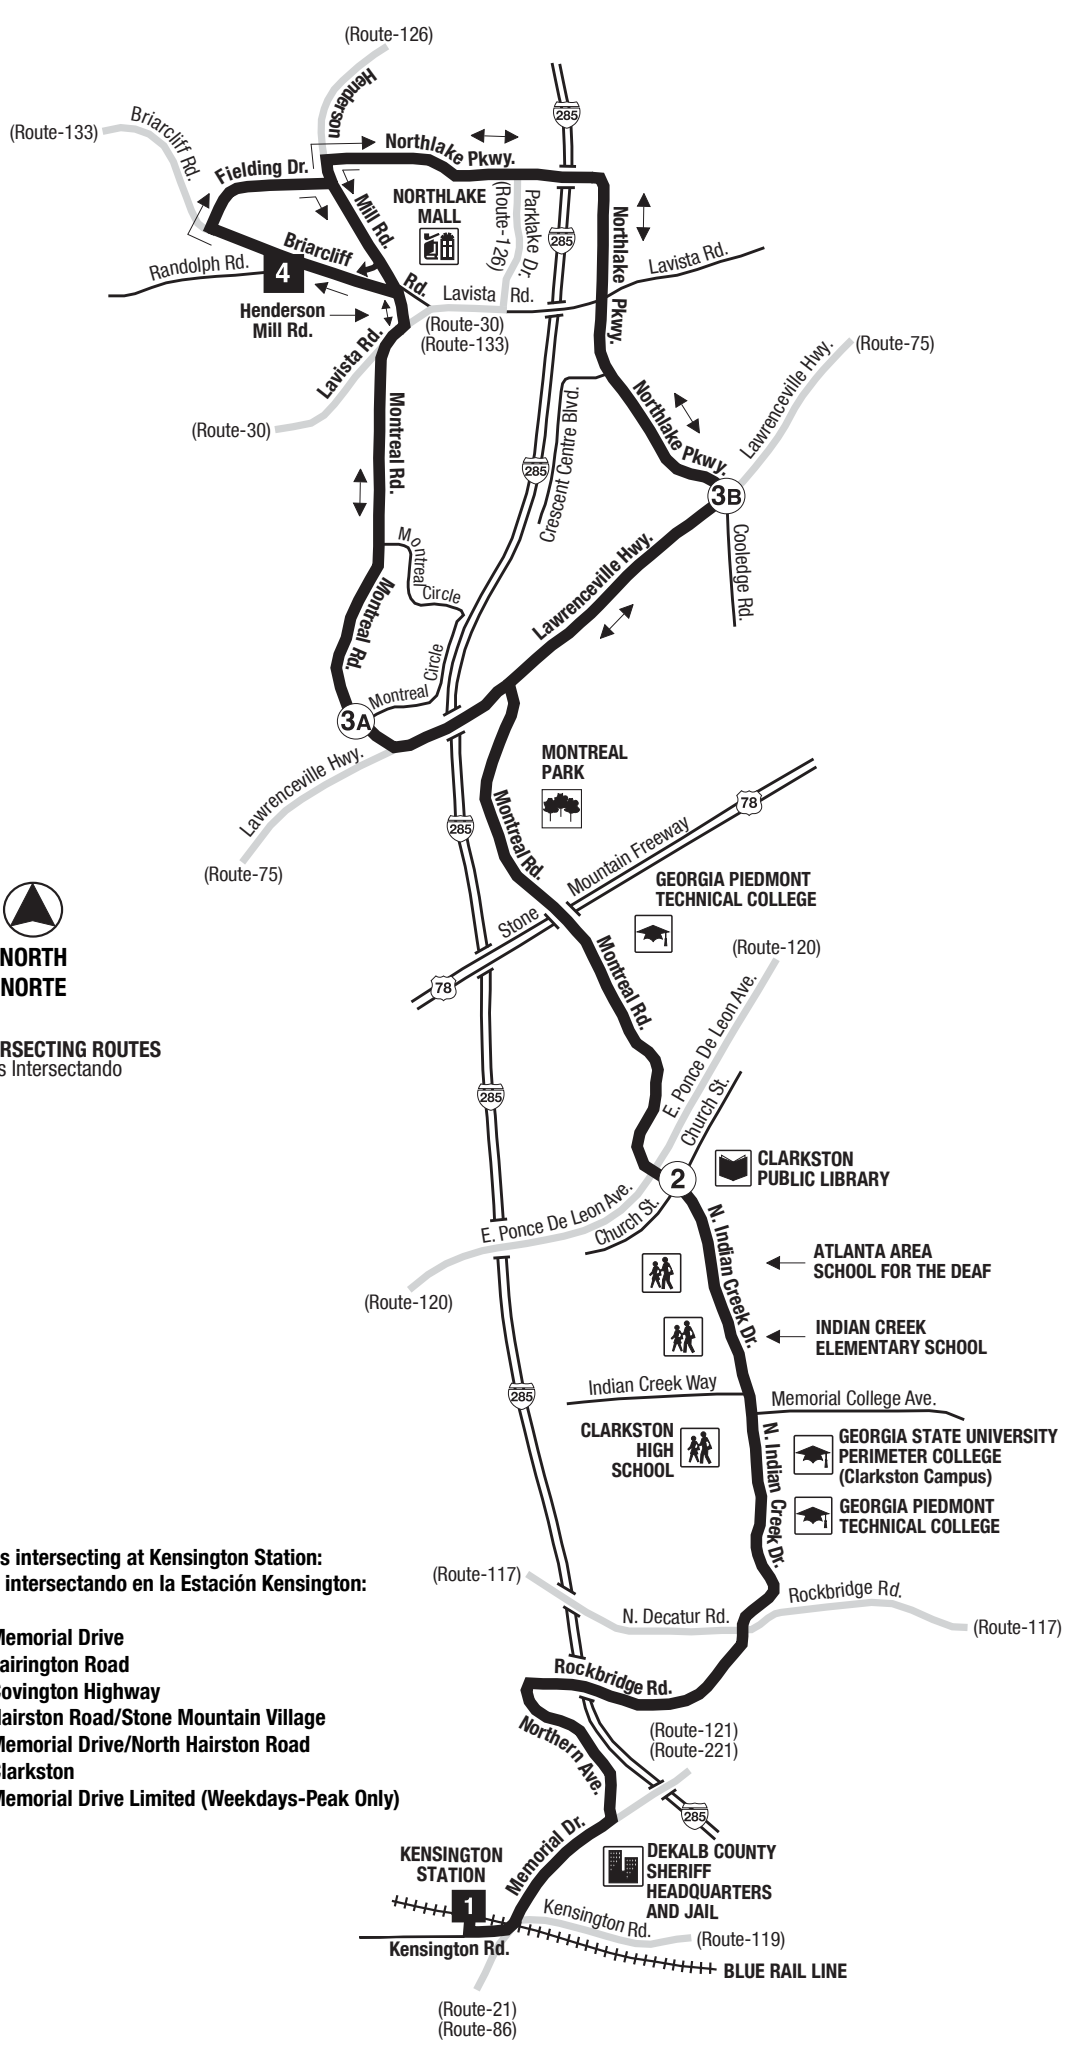 (Route-126)
Henderson
285
Briarcliff Rd.
(Route-133)
Northlake Pkwy.
Fielding Dr.
Mill Rd.
NORTHLAKE
MALL
(Route-126)
Parklake Dr.
285
Northlake Pkwy.
Briarcliff
Rd.
Randolph Rd.
4
Lavista Rd.
Lavista Rd.
Henderson
Mill Rd.
(Route-30)
(Route-133)
Lavista Rd.
(Route-30)
Lawrenceville Hwy.
(Route-75)
Northlake Pkwy.
Montreal Rd.
Crescent Centre Blvd.
285
3B
Cooledge Rd.
Montreal
Circle
Lawrenceville Hwy.
Montreal Rd.
Montreal Circle
3A
Lawrenceville Hwy.
(Route-75)
MONTREAL
PARK
285
78
Montreal Rd.
Stone Mountain Freeway
GEORGIA PIEDMONT
TECHNICAL COLLEGE
NORTH
NORTE
78
Montreal Rd.
(Route-120)
RSECTING ROUTES
s Intersectando
285
E. Ponce De Leon Ave.
Church St.
2
CLARKSTON
PUBLIC LIBRARY
E. Ponce De Leon Ave.
Church St.
(Route-120)
N. Indian Creek Dr.
ATLANTA AREA
SCHOOL FOR THE DEAF
INDIAN CREEK
ELEMENTARY SCHOOL
285
Indian Creek Way
Memorial College Ave.
CLARKSTON
HIGH
SCHOOL
N. Indian Creek Dr.
GEORGIA STATE UNIVERSITY
PERIMETER COLLEGE
(Clarkston Campus)
GEORGIA PIEDMONT
TECHNICAL COLLEGE
s intersecting at Kensington Station:
intersectando en la Estación Kensington:
(Route-117)
N. Decatur Rd.
Rockbridge Rd.
(Route-117)
Memorial Drive
airington Road
ovington Highway
airston Road/Stone Mountain Village
Memorial Drive/North Hairston Road
larkston
Memorial Drive Limited (Weekdays-Peak Only)
Rockbridge Rd.
Northern Ave.
(Route-121)
(Route-221)
285
Memorial Dr.
KENSINGTON
STATION
1
DEKALB COUNTY
SHERIFF
HEADQUARTERS
AND JAIL
Kensington Rd.
(Route-119)
Kensington Rd.
BLUE RAIL LINE
(Route-21)
(Route-86)